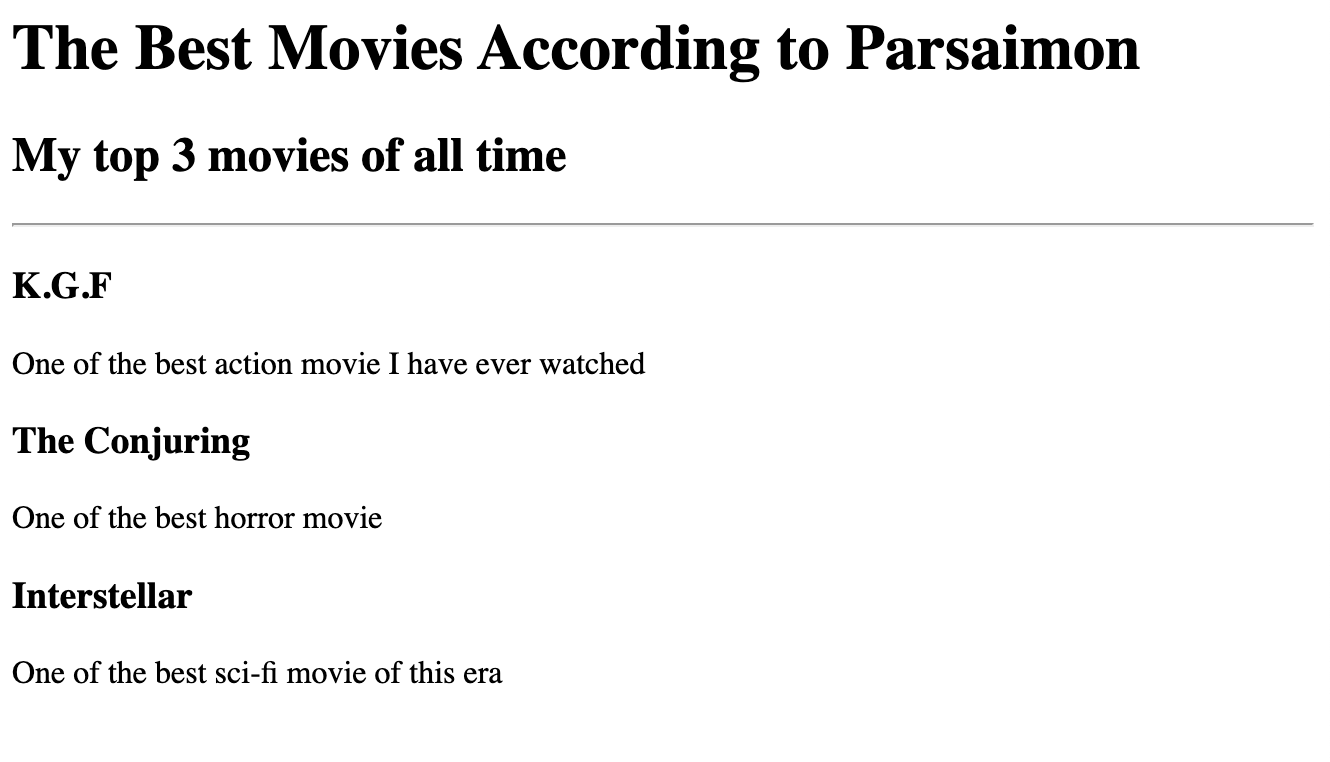 The Best Movies According to Parsaimon
My top 3 movies of all time
K.G.F
One of the best action movie I have ever watched
The Conjuring
One of the best horror movie
Interstellar
One of the best sci-fi movie of this era